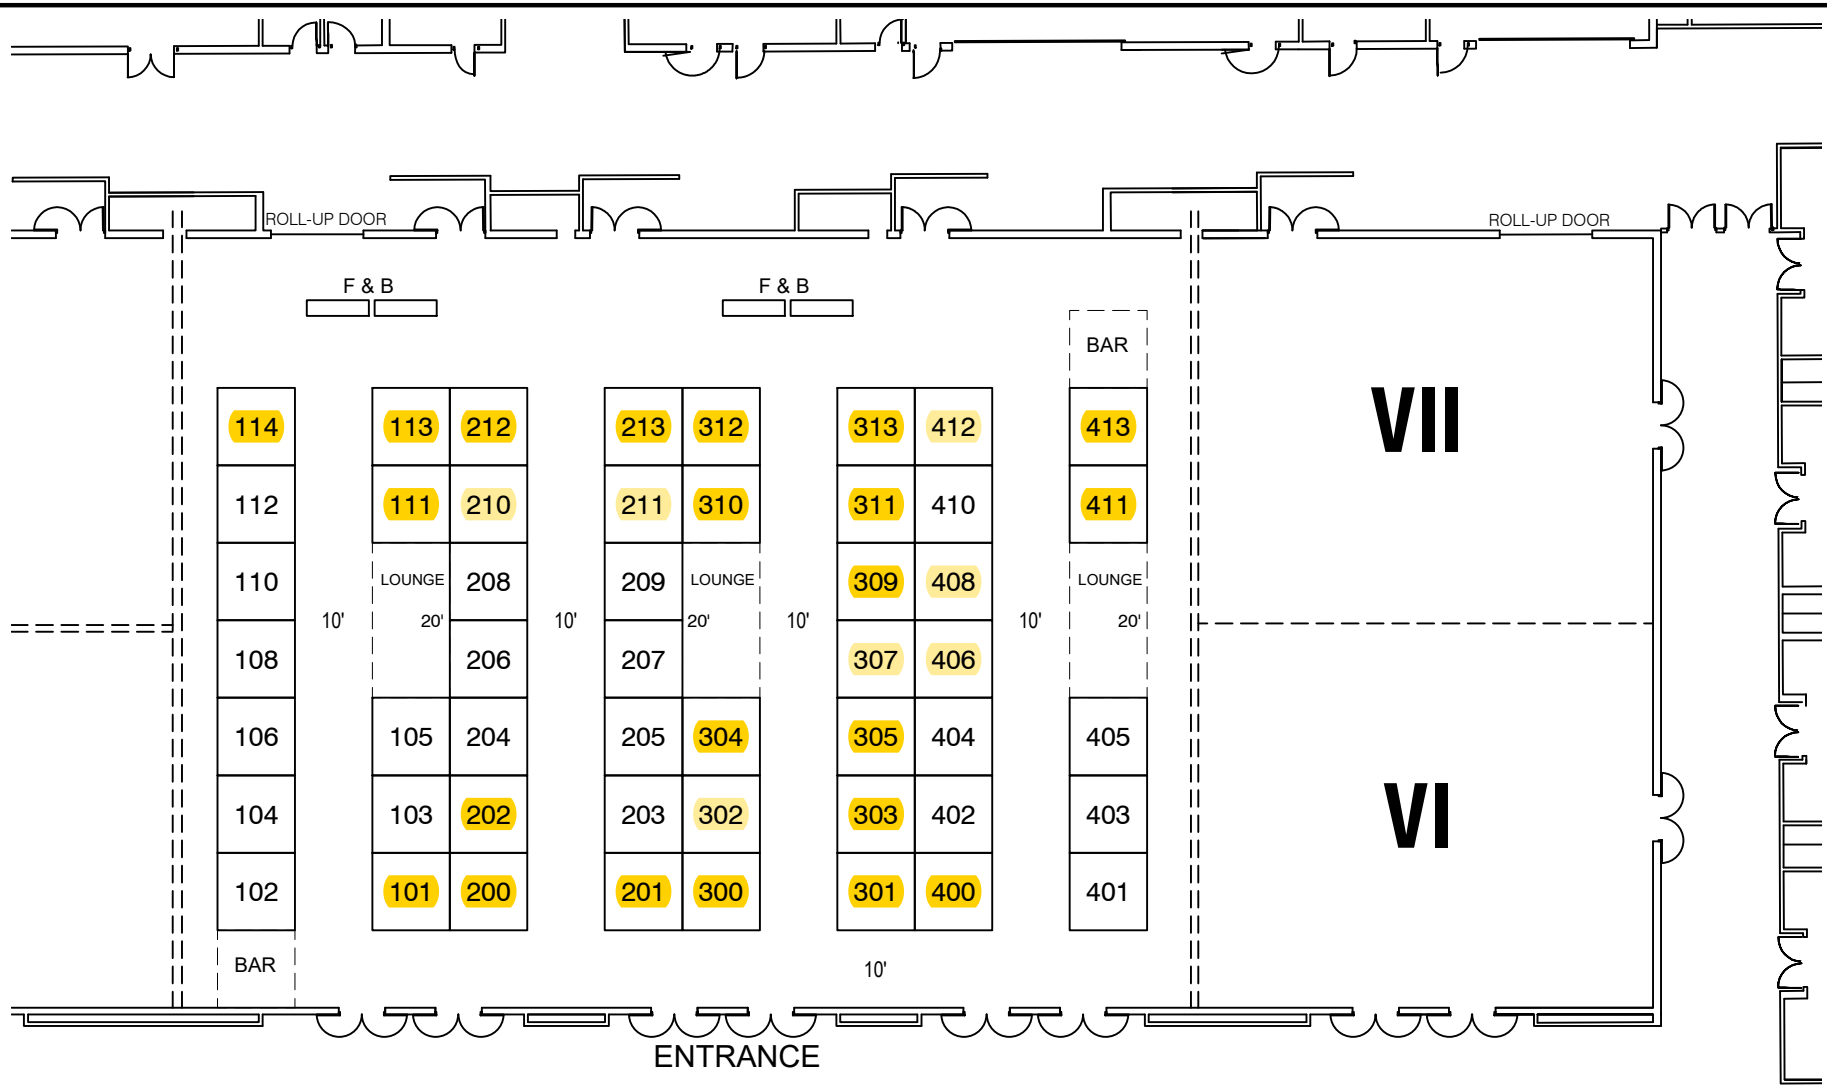 ROLL-UP DOOR ROLL-UP DOOR
F & B F & B
BAR
114 113 212 213 312 313 412 413
VII
112 111 210 211 310 311 410 411
110 LOUNGE 208 209 LOUNGE 309 408 LOUNGE
10' 20' 10' 20' 10' 10' 20'
108 206 207 307 406
106 105 204 205 304 305 404 405
104 103 202 203 302 303 402 403
VI
102 101 200 201 300 301 400 401
BAR 10'
ENTRANCE